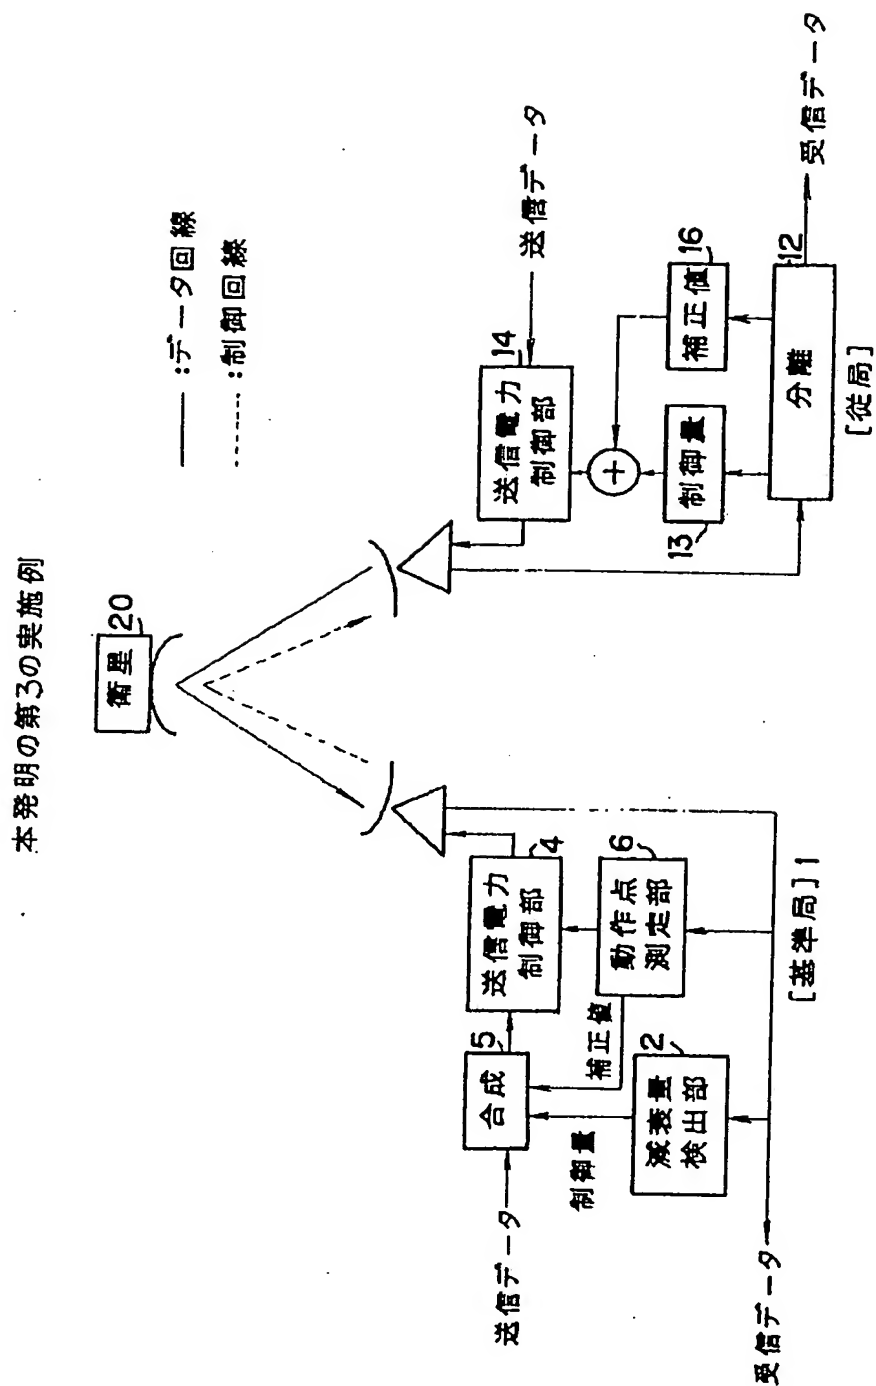 本発明の第3の実施例
衛星
20
——:データ回線
-----:制御回線
送信データ
合成
5
送信電力
制御部
4
制御量
補正値
減衰量
検出部
2
動作点
測定部
6
受信データ
[基準局]1
送信電力
制御部
14
送信データ
+
制御量
13
補正値
16
分離
12
受信データ
[従局]